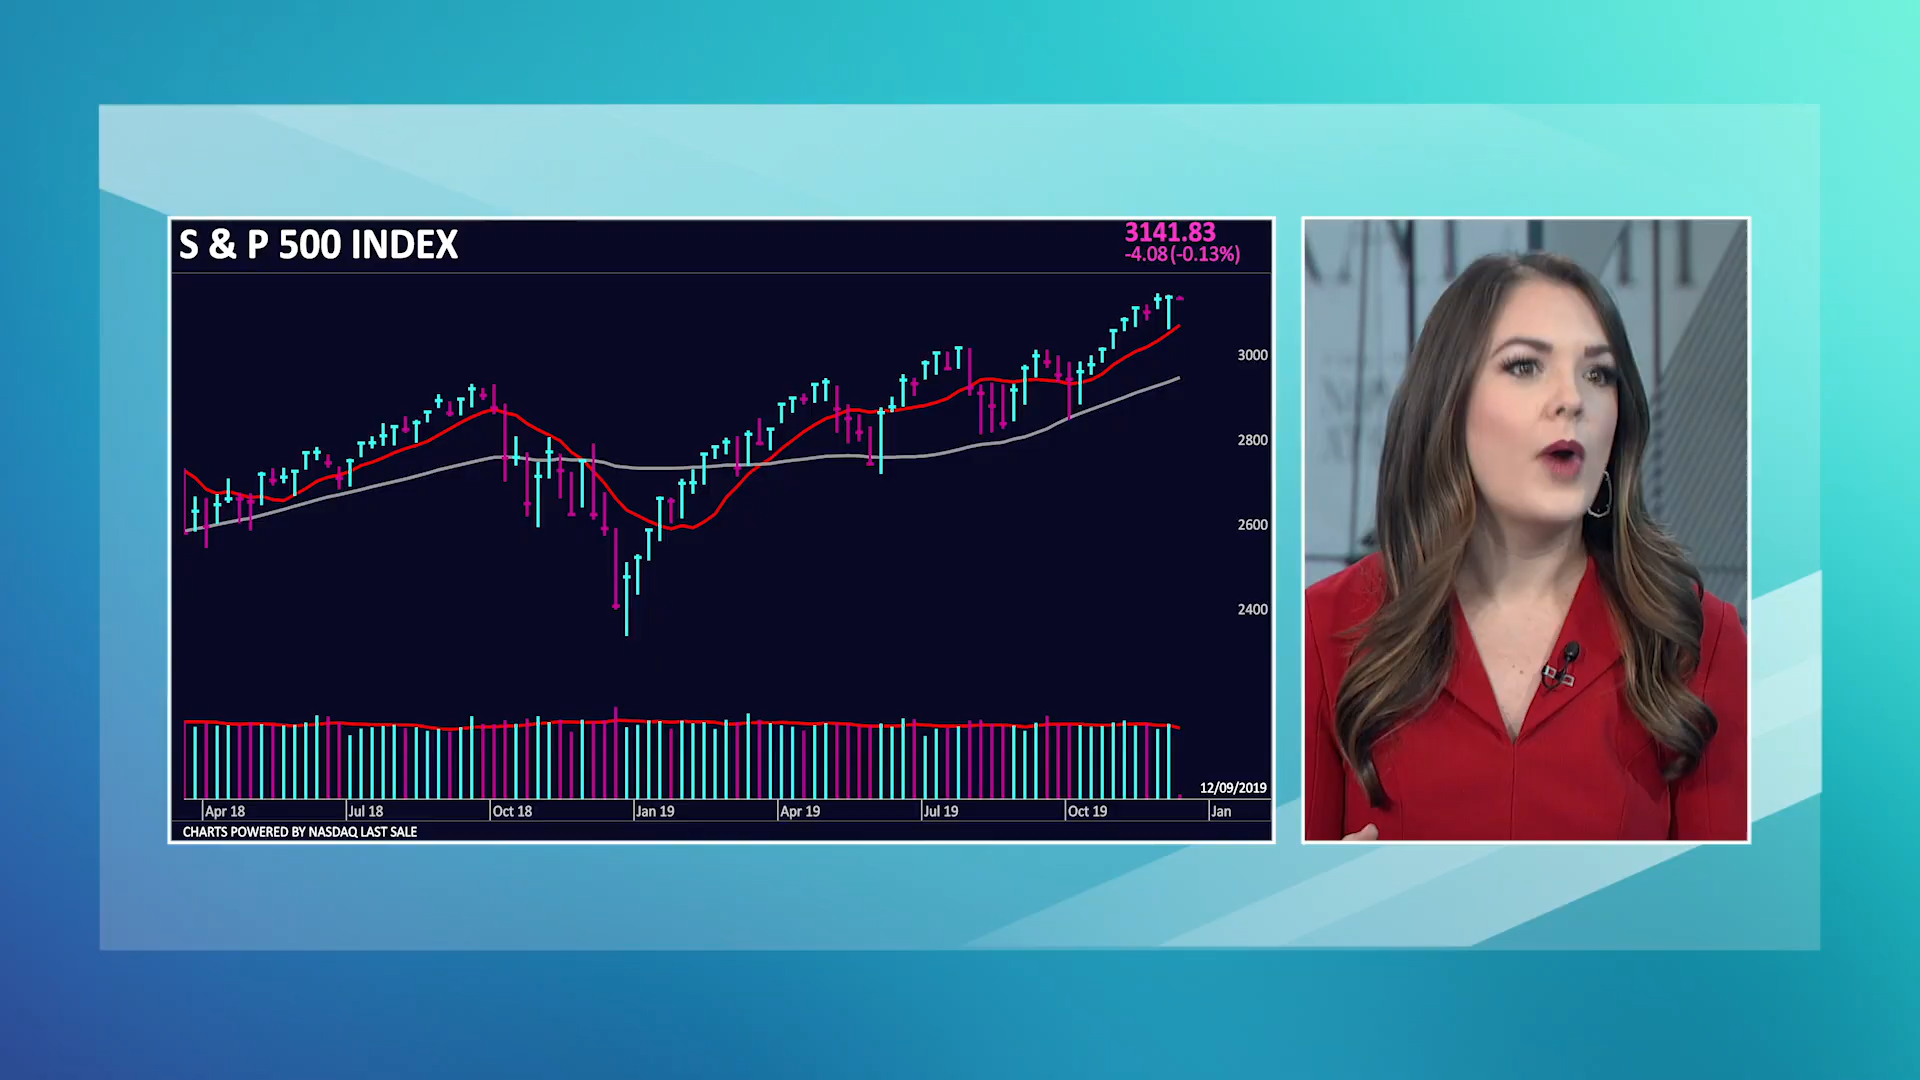 S & P 500 INDEX
3141.83
-4.08(-0.13%)
3000
2800
2600
2400
12/09/2019
Apr 18 Jul 18 Oct 18 Jan 19 Apr 19 Jul 19 Oct 19 Jan
CHARTS POWERED BY NASDAQ LAST SALE